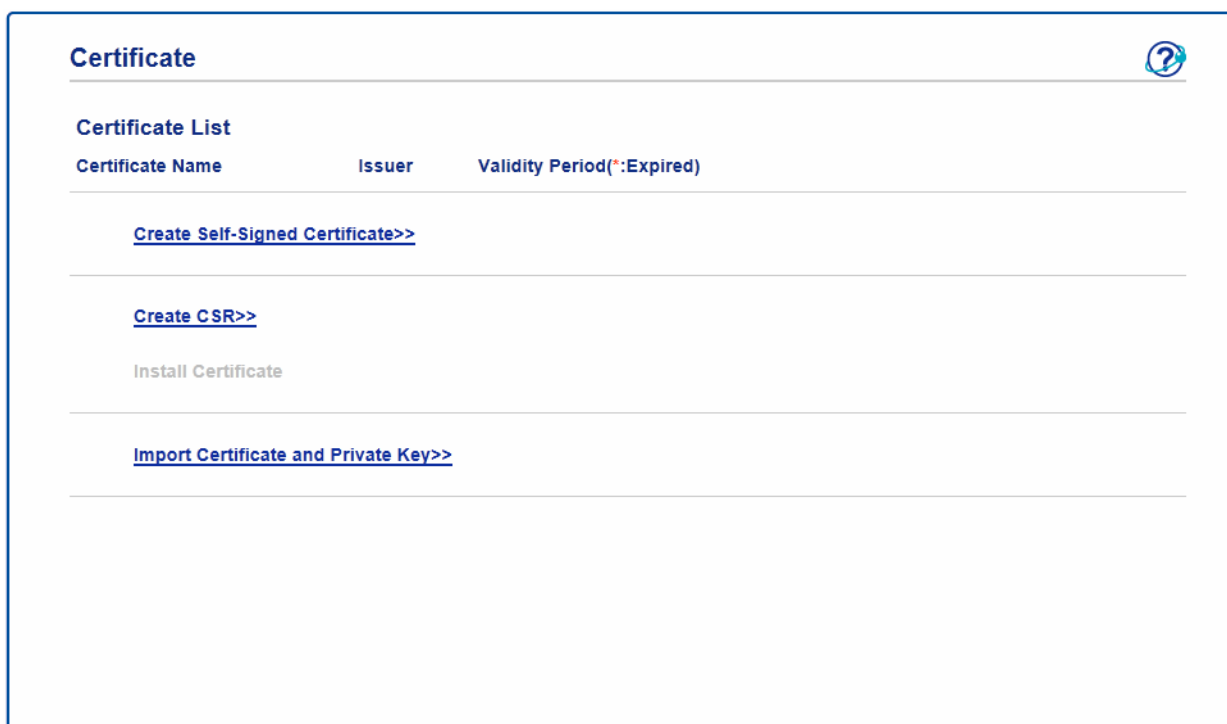 Certificate
?
Certificate List
Certificate Name Issuer Validity Period(*:Expired)
Create Self-Signed Certificate>>
Create CSR>>
Install Certificate
Import Certificate and Private Key>>